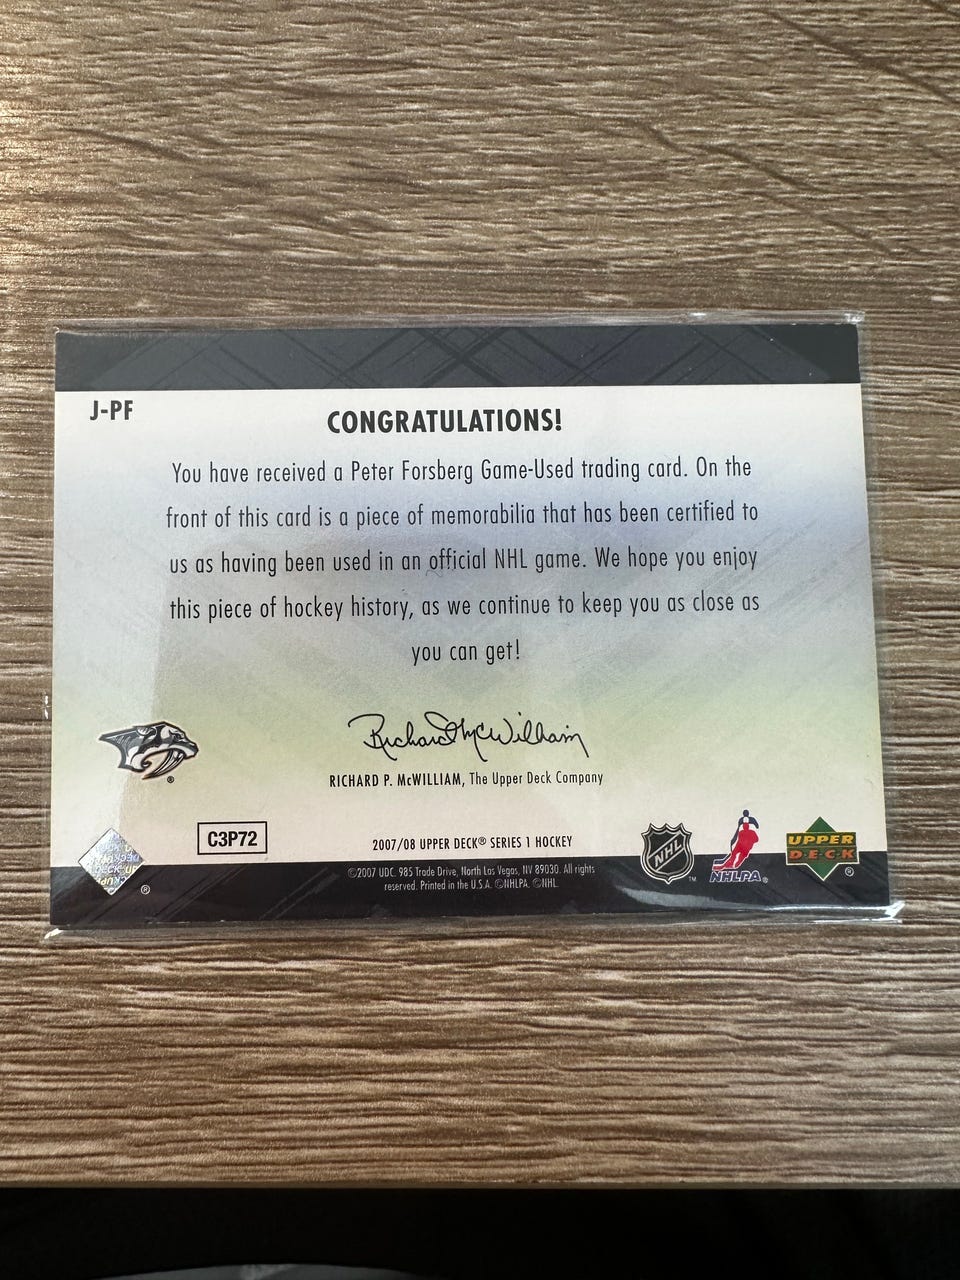 J-PF
CONGRATULATIONS!
You have received a Peter Forsberg Game-Used trading card. On the
front of this card is a piece of memorabilia that has been certified to
us as having been used in an official NHL game. We hope you enjoy
this piece of hockey history, as we continue to keep you as close as
you can get!
Richard McWilliam
RICHARD P. McWILLIAM, The Upper Deck Company
C3P72
2007/08 UPPER DECK® SERIES 1 HOCKEY
©2007 UDC. 985 Trade Drive, North Las Vegas, NV 89030. All rights
reserved. Printed in the U.S.A. ©NHLPA. ©NHL
®
®
NHL
TM
NHLPA®
UPPER
DECK
®